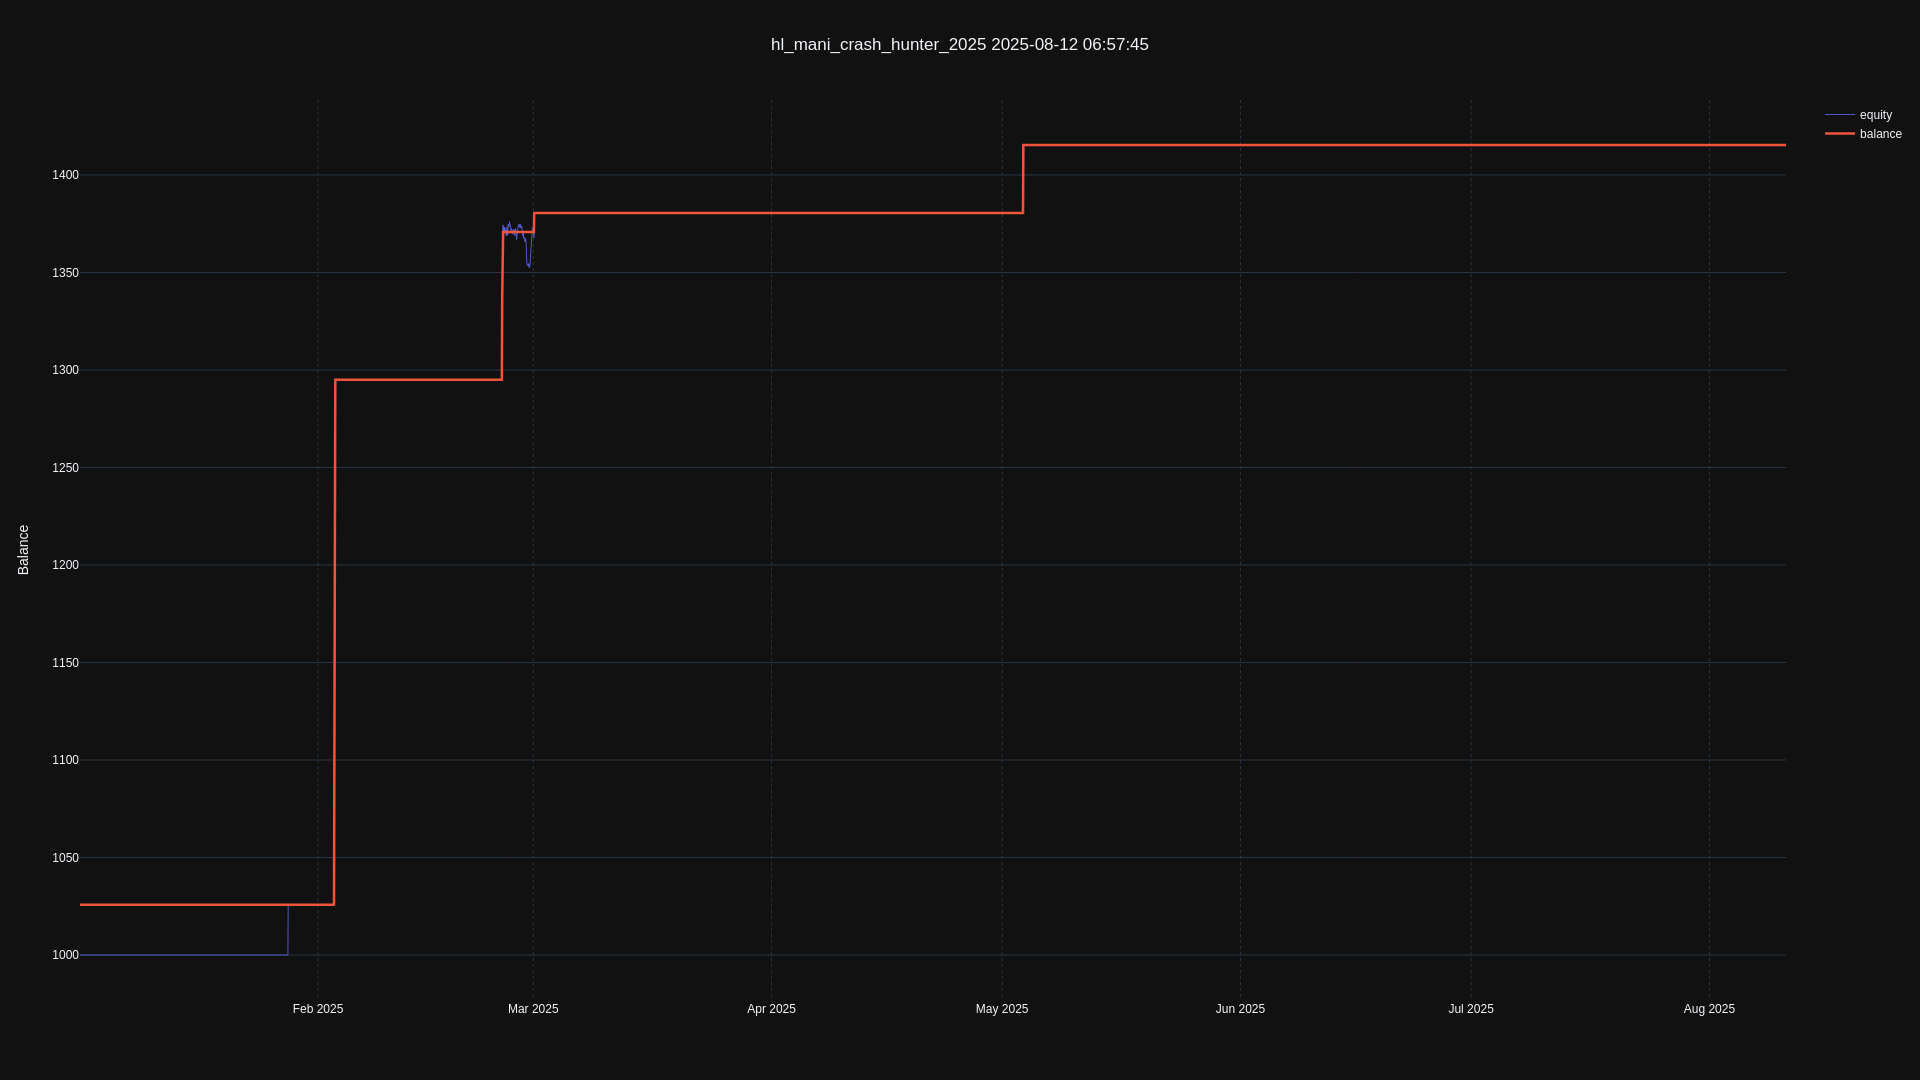 hl_mani_crash_hunter_2025 2025-08-12 06:57:45
equity
balance
Balance
1400
1350
1300
1250
1200
1150
1100
1050
1000
Feb 2025
Mar 2025
Apr 2025
May 2025
Jun 2025
Jul 2025
Aug 2025